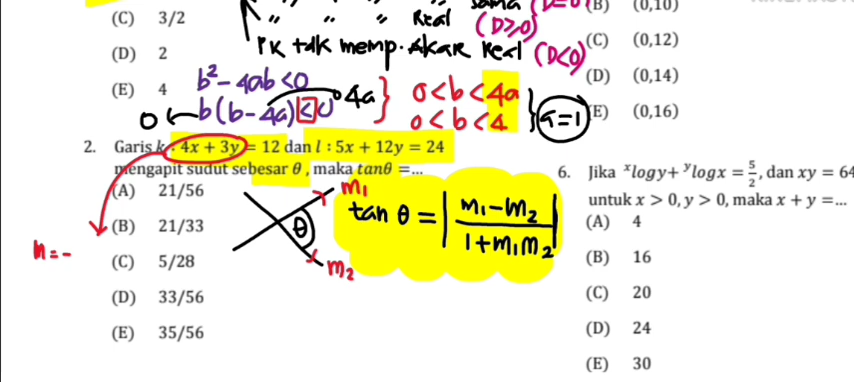 (C) 3/2
(D) 2
(E) 4
" " " Real (D≥0)
PK tdk memp. Akar Real (D<0)
b² - 4ab < 0
b(b-4a) < 0
0
4a
0 < b < 4a
0 < b < 4
a=1
2. Garis k : 4x + 3y = 12 dan l : 5x + 12y = 24
mengapit sudut sebesar θ , maka tanθ =...
(A) 21/56
(B) 21/33
(C) 5/28
(D) 33/56
(E) 35/56
m = -
θ
m₁
m₂
tan θ = | m₁-m₂ / 1+m₁m₂ |
(B) (0,10)
(C) (0,12)
(D) (0,14)
(E) (0,16)
6. Jika ˣlogy+ ʸlogx = 5/2, dan xy = 64
untuk x > 0, y > 0, maka x + y =...
(A) 4
(B) 16
(C) 20
(D) 24
(E) 30